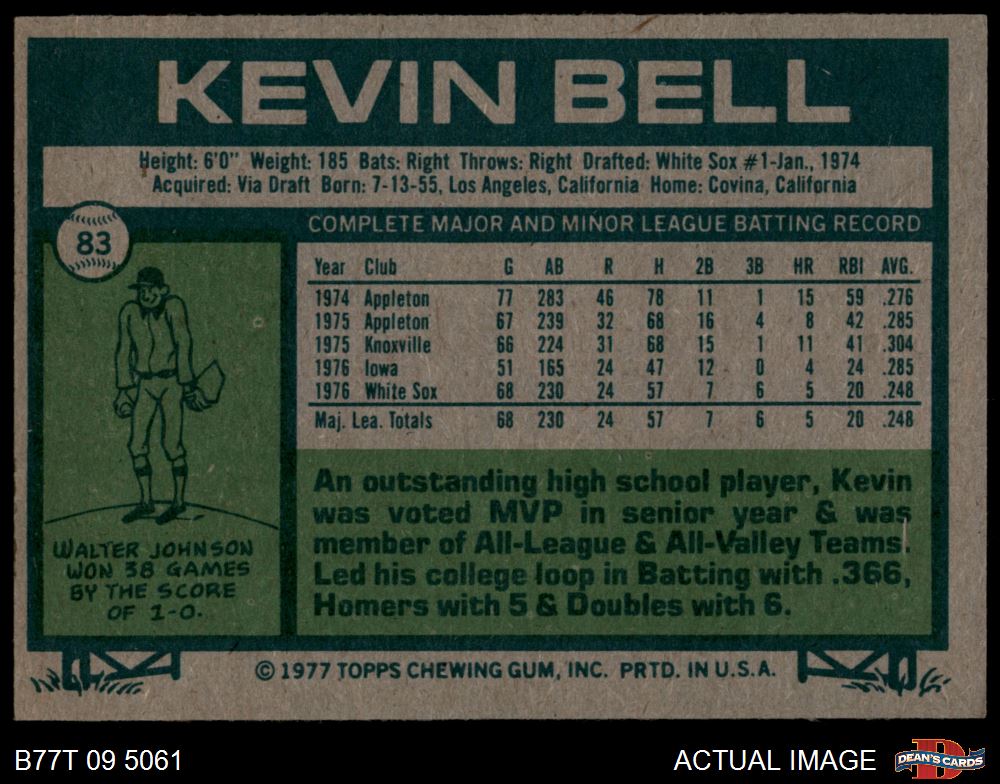 KEVIN BELL
Height: 6'0" Weight: 185 Bats: Right Throws: Right Drafted: White Sox #1-Jan., 1974
Acquired: Via Draft Born: 7-13-55, Los Angeles, California Home: Covina, California
83
COMPLETE MAJOR AND MINOR LEAGUE BATTING RECORD
Year Club G AB R H 2B 3B HR RBI AVG.
1974 Appleton 77 283 46 78 11 1 15 59 .276
1975 Appleton 67 239 32 68 16 4 8 42 .285
1975 Knoxville 66 224 31 68 15 1 11 41 .304
1976 Iowa 51 165 24 47 12 0 4 24 .285
1976 White Sox 68 230 24 57 7 6 5 20 .248
Maj. Lea. Totals 68 230 24 57 7 6 5 20 .248
WALTER JOHNSON
WON 38 GAMES
BY THE SCORE
OF 1-0.
An outstanding high school player, Kevin
was voted MVP in senior year & was
member of All-League & All-Valley Teams.
Led his college loop in Batting with .366,
Homers with 5 & Doubles with 6.
© 1977 TOPPS CHEWING GUM, INC. PRTD. IN U.S.A.
B77T 09 5061
ACTUAL IMAGE
DEAN'S CARDS